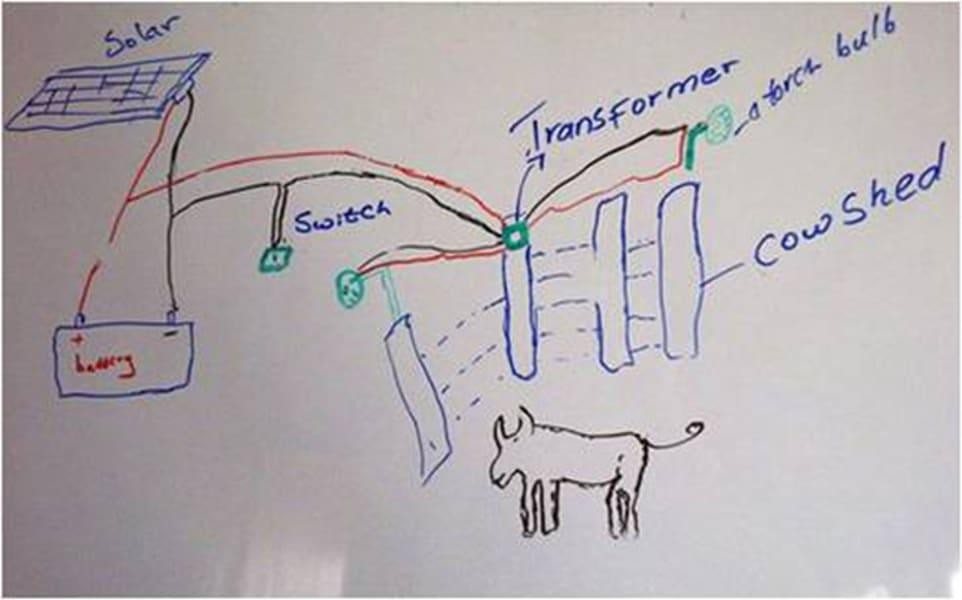 Solar
Transformer
torch bulb
Switch
Cow Shed
+
-
battery